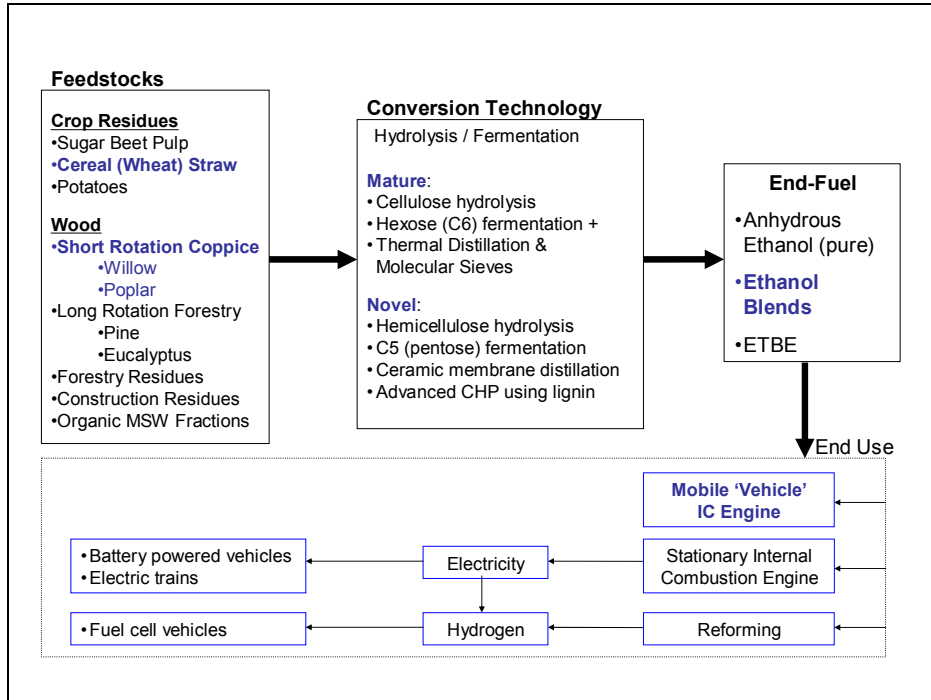 Feedstocks
Crop Residues
•Sugar Beet Pulp
•Cereal (Wheat) Straw
•Potatoes
Wood
•Short Rotation Coppice
•Willow
•Poplar
•Long Rotation Forestry
•Pine
•Eucalyptus
•Forestry Residues
•Construction Residues
•Organic MSW Fractions
Conversion Technology
Hydrolysis / Fermentation
Mature:
• Cellulose hydrolysis
• Hexose (C6) fermentation +
• Thermal Distillation &
Molecular Sieves
Novel:
• Hemicellulose hydrolysis
• C5 (pentose) fermentation
• Ceramic membrane distillation
• Advanced CHP using lignin
End-Fuel
•Anhydrous
Ethanol (pure)
•Ethanol
Blends
•ETBE
End Use
Mobile ‘Vehicle’
IC Engine
• Battery powered vehicles
• Electric trains
Electricity
Stationary Internal
Combustion Engine
• Fuel cell vehicles
Hydrogen
Reforming